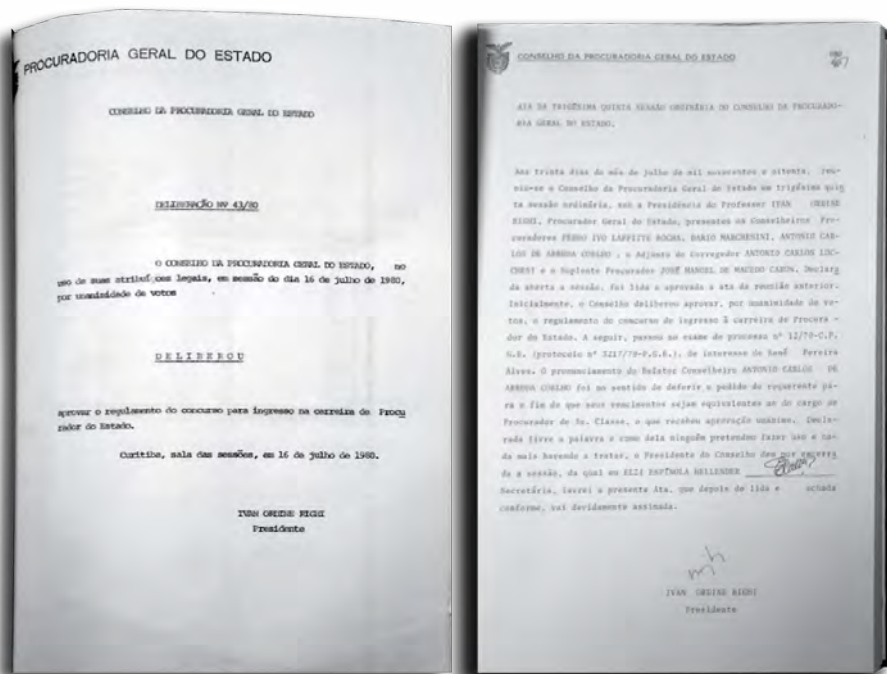 PROCURADORIA GERAL DO ESTADO
CONSELHO DA PROCURADORIA GERAL DO ESTADO
DELIBERAÇÃO Nº 43/80
O CONSELHO DA PROCURADORIA GERAL DO ESTADO, no
uso de suas atribuições legais, em sessão do dia 16 de julho de 1980,
por unanimidade de votos
D E L I B E R O U
aprovar o regulamento do concurso para ingresso na carreira de Procu
rador do Estado.
Curitiba, sala das sessões, em 16 de julho de 1980.
IVAN ORDINE RIGHI
Presidente
CONSELHO DA PROCURADORIA GERAL DO ESTADO
ATA DA TRIGÉSIMA QUINTA SESSÃO ORDINÁRIA DO CONSELHO DA PROCURADO-
RIA GERAL DO ESTADO.
Aos trinta dias do mês de julho de mil novecentos e oitenta, reu-
niu-se o Conselho da Procuradoria Geral do Estado em trigésima quin
ta sessão ordinária, sob a Presidência do Professor IVAN ORDINE
RIGHI, Procurador Geral do Estado, presentes os Conselheiros Pro-
curadores PEDRO IVO LAFFITTE ROCHA, DARIO MARCHESINI, ANTONIO CAR-
LOS DE ARRUDA COELHO, o Adjunto de Corregedor ANTONIO CARLOS
e o Suplente Procurador JOSÉ MANOEL DE MACEDO CARON. Declara
da aberta a sessão, foi lida e aprovada a ata da reunião anterior.
Inicialmente, o Conselho deliberou aprovar, por unanimidade de vo-
tos, o regulamento do concurso de ingresso à carreira de Procura -
dor do Estado. A seguir, passou ao exame do processo nº 12/79-C.P.
G.E. (protocolo nº 3217/79-P.G.E.), de interesse de René Pereira
Alves. O pronunciamento do Relator Conselheiro ANTONIO CARLOS DE
ARRUDA COELHO foi no sentido de deferir o pedido do requerente pa-
ra o fim de que seus vencimentos sejam equivalentes ao do cargo de
Procurador de 3a. Classe, o que recebeu aprovação unânime. Decla-
rada livre a palavra e como dela ninguém pretendeu fazer uso e na-
da mais havendo a tratar, o Presidente do Conselho deu por encerra
da a sessão, da qual eu ELZI ESPÍNOLA HELLENDER
Secretária, lavrei a presente Ata, que depois de lida e achada
conforme, vai devidamente assinada.
IVAN ORDINE RIGHI
Presidente